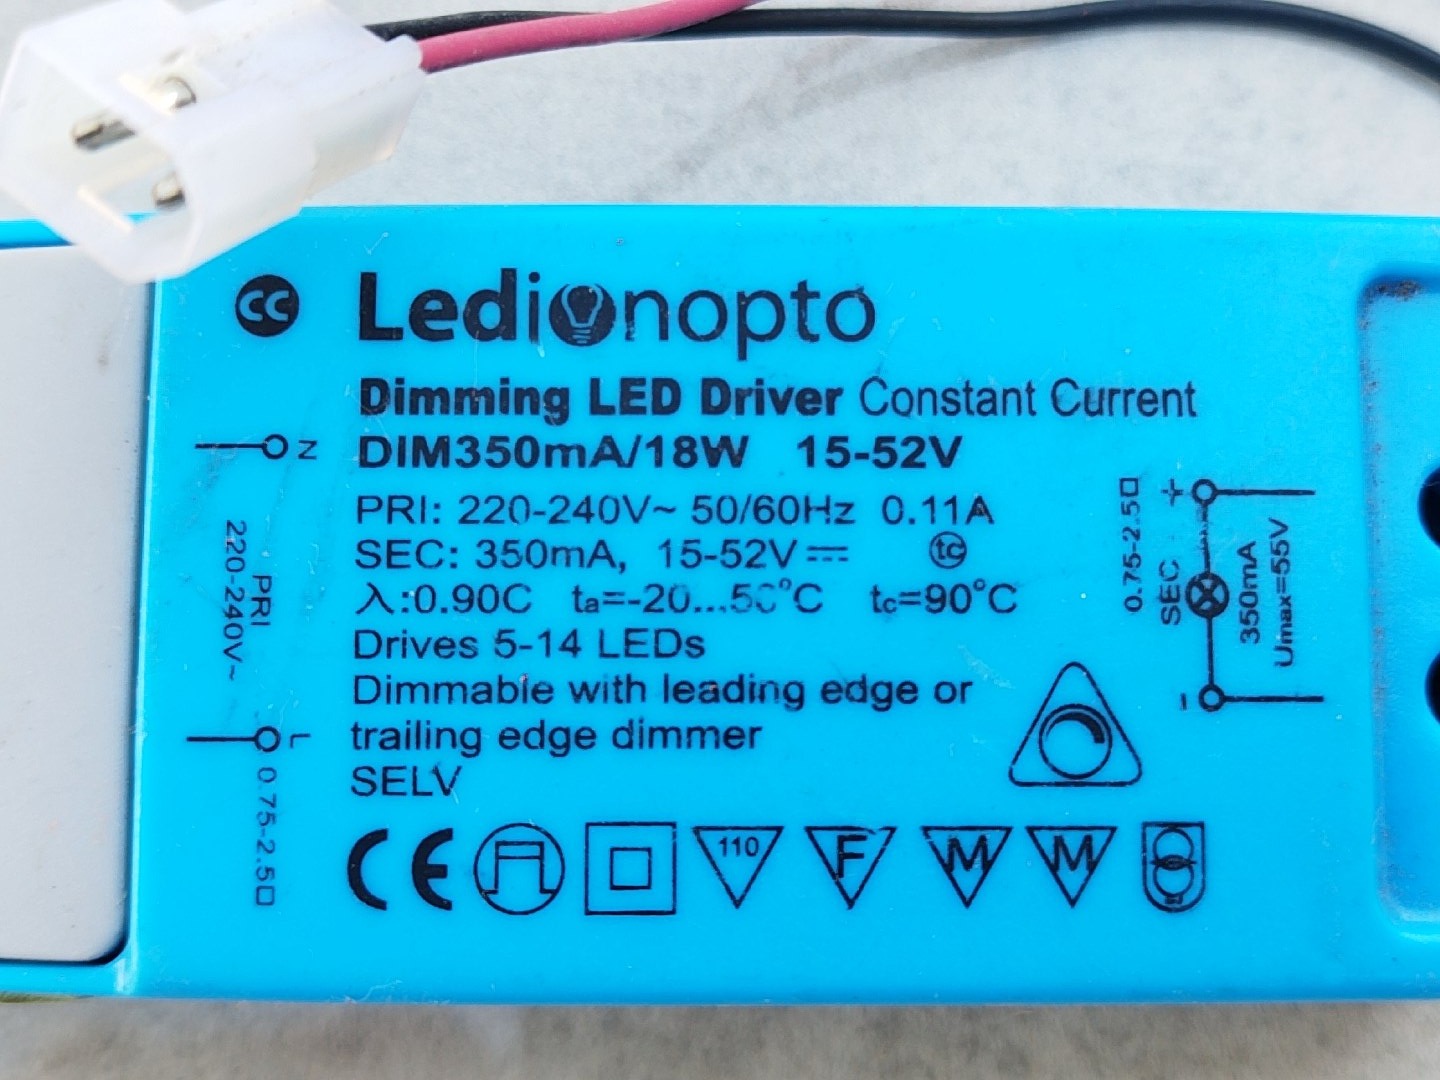 CC Ledionopto
Dimming LED Driver Constant Current
DIM350mA/18W 15-52V
PRI: 220-240V~ 50/60Hz 0.11A
SEC: 350mA, 15-52V⎓ tc
λ:0.90C ta=-20...50°C tc=90°C
Drives 5-14 LEDs
Dimmable with leading edge or
trailing edge dimmer
SELV
CE 110 F M M
N
PRI
220-240V~
L
0.75-2.5□
0.75-2.5□
+ SEC -
350mA
Umax=55V